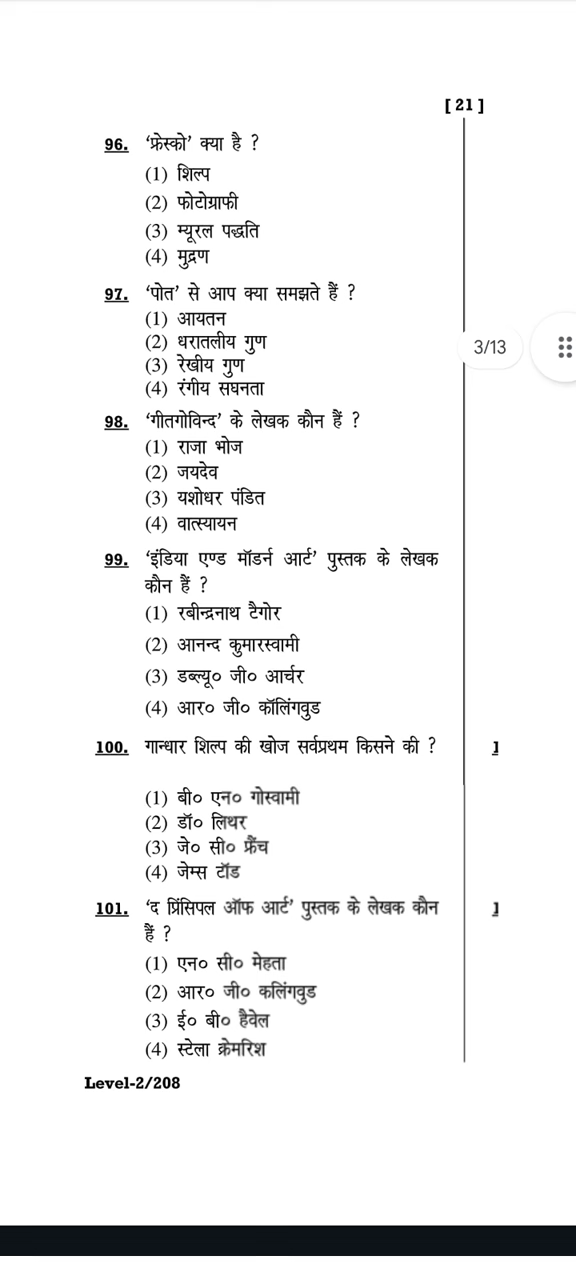 [ 21 ]
96. ‘फ्रेस्को’ क्या है ?
(1) शिल्प
(2) फोटोग्राफी
(3) म्यूरल पद्धति
(4) मुद्रण
97. ‘पोत’ से आप क्या समझते हैं ?
(1) आयतन
(2) धरातलीय गुण
3/13
(3) रेखीय गुण
(4) रंगीय सघनता
98. ‘गीतगोविन्द’ के लेखक कौन हैं ?
(1) राजा भोज
(2) जयदेव
(3) यशोधर पंडित
(4) वात्स्यायन
99. ‘इंडिया एण्ड मॉडर्न आर्ट’ पुस्तक के लेखक
कौन हैं ?
(1) रबीन्द्रनाथ टैगोर
(2) आनन्द कुमारस्वामी
(3) डब्ल्यू० जी० आर्चर
(4) आर० जी० कॉलिंगवुड
100. गान्धार शिल्प की खोज सर्वप्रथम किसने की ?
(1) बी० एन० गोस्वामी
(2) डॉ० लिथर
(3) जे० सी० फ्रैंच
(4) जेम्स टॉड
101. ‘द प्रिंसिपल ऑफ आर्ट’ पुस्तक के लेखक कौन
हैं ?
(1) एन० सी० मेहता
(2) आर० जी० कलिंगवुड
(3) ई० बी० हैवेल
(4) स्टेला क्रेमरिश
Level-2/208